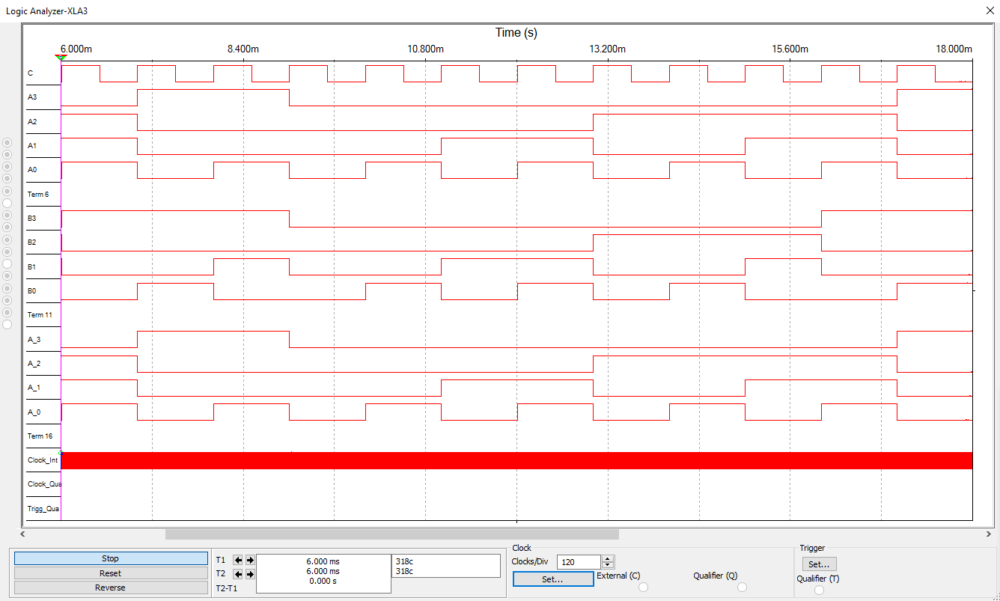 Logic Analyzer-XLA3
Time (s)
6.000m 8.400m 10.800m 13.200m 15.600m 18.000m
C
A3
A2
A1
A0
Term 6
B3
B2
B1
B0
Term 11
A_3
A_2
A_1
A_0
Term 16
Clock_Int
Clock_Qua
Trigg_Qua
Stop
Reset
Reverse
T1 6.000 ms 318c
T2 6.000 ms 318c
T2-T1 0.000 s
Clock
Clocks/Div 120
Set...
External (C)
Qualifier (Q)
Trigger
Set...
Qualifier (T)